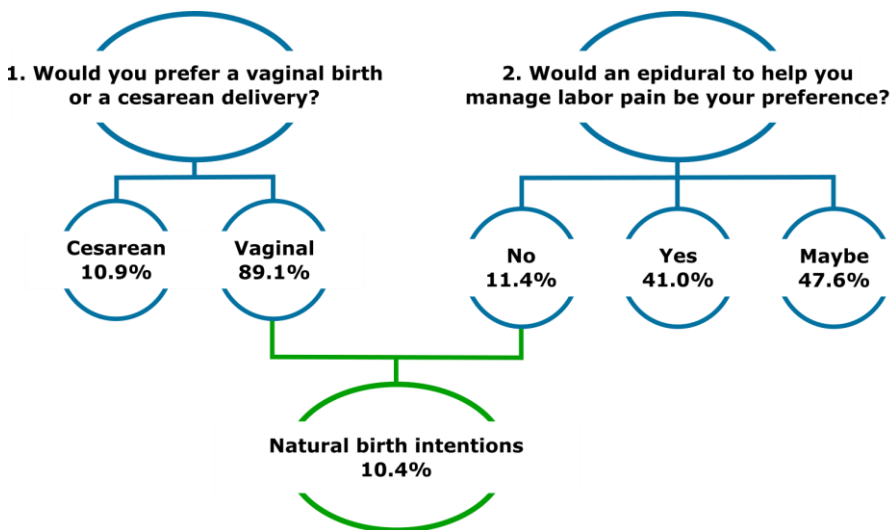 1. Would you prefer a vaginal birth
or a cesarean delivery?
2. Would an epidural to help you
manage labor pain be your preference?
Cesarean
10.9%
Vaginal
89.1%
No
11.4%
Yes
41.0%
Maybe
47.6%
Natural birth intentions
10.4%